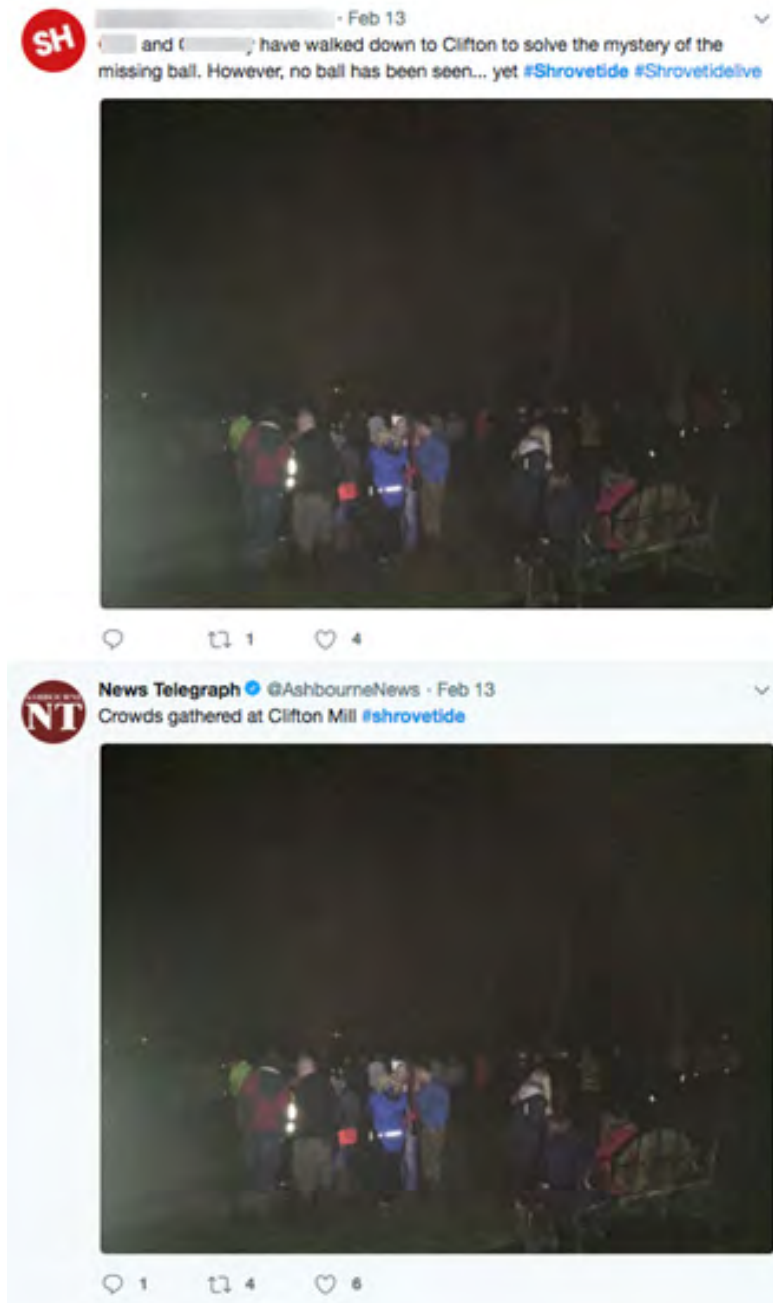 SH
· Feb 13
and have walked down to Clifton to solve the mystery of the
missing ball. However, no ball has been seen... yet #Shrovetide #Shrovetidelive
1 4
NT
News Telegraph @AshbourneNews · Feb 13
Crowds gathered at Clifton Mill #shrovetide
1 4 6